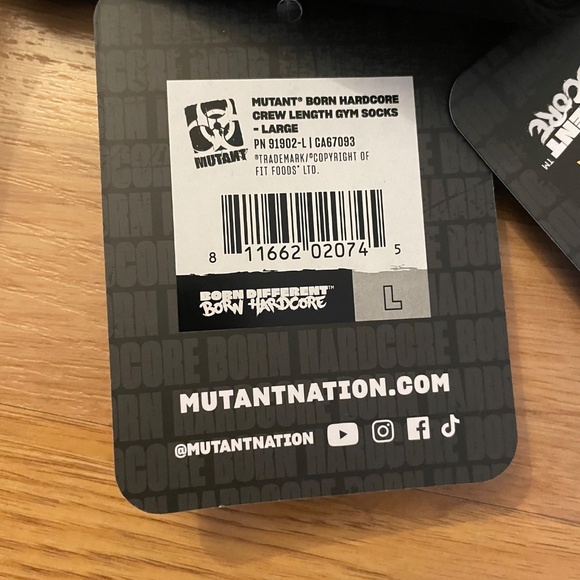 MUTANT® BORN HARDCORE
CREW LENGTH GYM SOCKS
- LARGE
PN 91902-L | CA67093
®TRADEMARK/©COPYRIGHT OF
FIT FOODS® LTD.
MUTANT
8 11662 02074 5
BORN DIFFERENT™
BORN HARDCORE
L
MUTANTNATION.COM
@MUTANTNATION